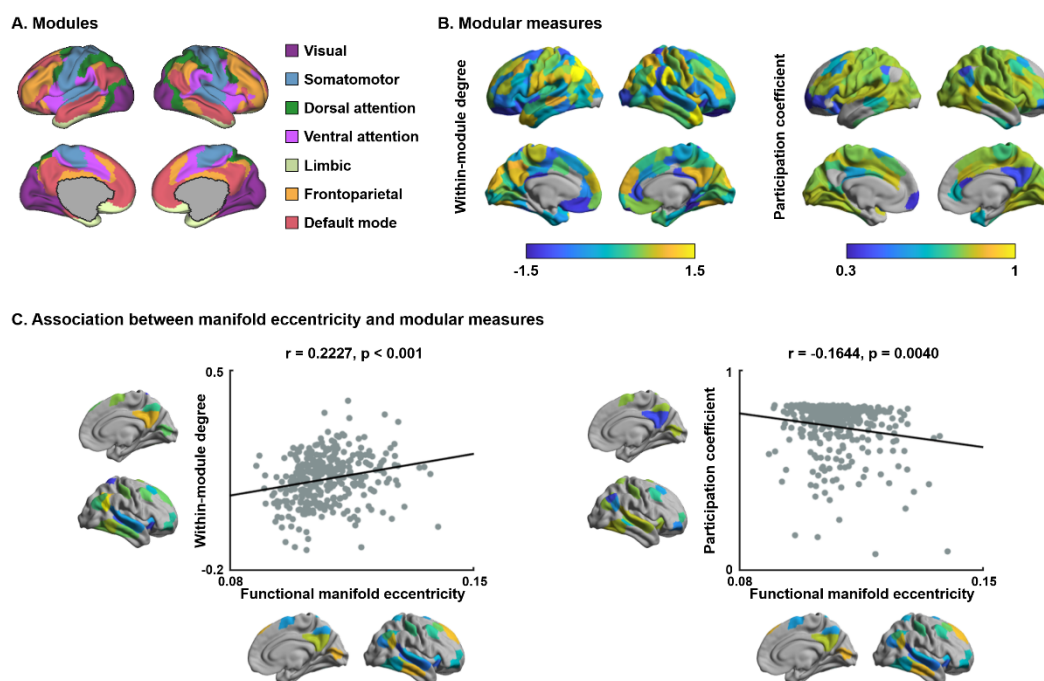 A. Modules
Visual
Somatomotor
Dorsal attention
Ventral attention
Limbic
Frontoparietal
Default mode
B. Modular measures
Within-module degree
-1.5
1.5
Participation coefficient
0.3
1
C. Association between manifold eccentricity and modular measures
r = 0.2227, p < 0.001
0.5
Within-module degree
-0.2
0.08
0.15
Functional manifold eccentricity
r = -0.1644, p = 0.0040
1
Participation coefficient
0
0.08
0.15
Functional manifold eccentricity